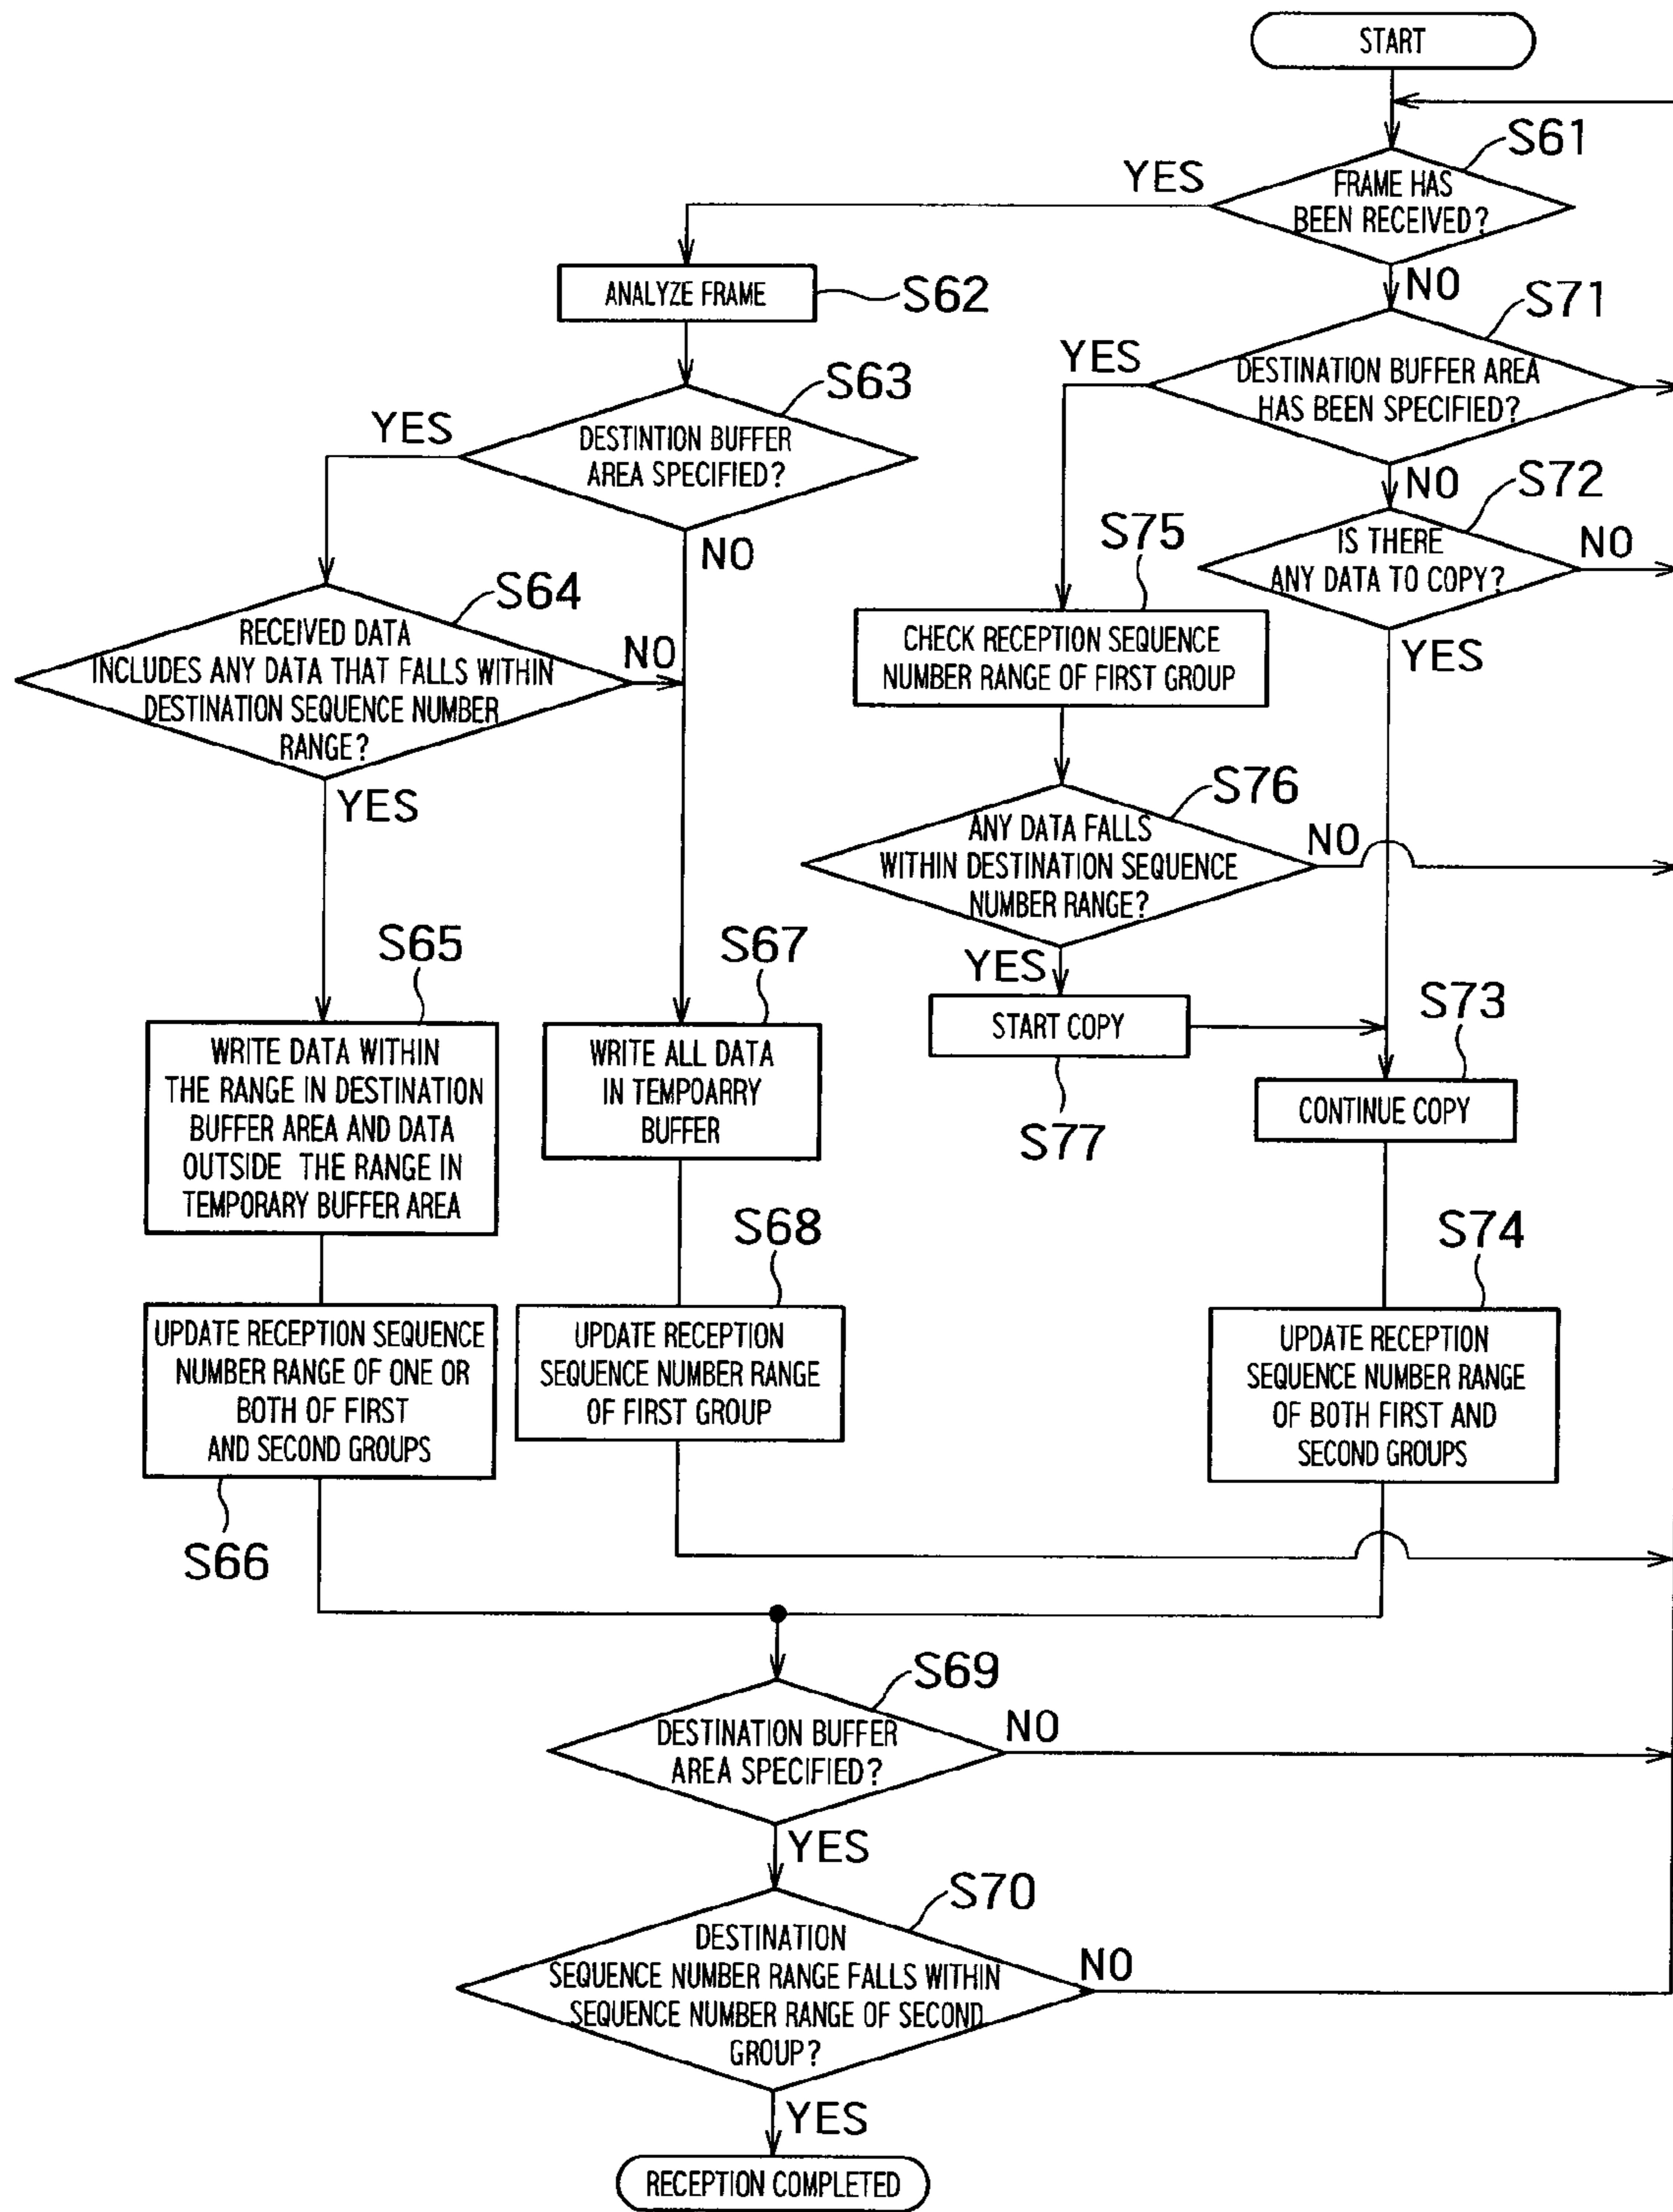 START
S61
YES
FRAME HAS
BEEN RECEIVED?
NO
ANALYZE FRAME
S62
S71
YES
DESTINATION BUFFER AREA
HAS BEEN SPECIFIED?
S63
YES
DESTINTION BUFFER
AREA SPECIFIED?
NO
NO
S72
IS THERE
ANY DATA TO COPY?
NO
YES
S75
CHECK RECEPTION SEQUENCE
NUMBER RANGE OF FIRST GROUP
S64
RECEIVED DATA
INCLUDES ANY DATA THAT FALLS WITHIN
DESTINATION SEQUENCE NUMBER
RANGE?
NO
YES
S76
ANY DATA FALLS
WITHIN DESTINATION SEQUENCE
NUMBER RANGE?
NO
YES
START COPY
S77
S65
WRITE DATA WITHIN
THE RANGE IN DESTINATION
BUFFER AREA AND DATA
OUTSIDE THE RANGE IN
TEMPORARY BUFFER AREA
S67
WRITE ALL DATA
IN TEMPOARRY
BUFFER
S73
CONTINUE COPY
UPDATE RECEPTION SEQUENCE
NUMBER RANGE OF ONE OR
BOTH OF FIRST
AND SECOND GROUPS
S66
S68
UPDATE RECEPTION
SEQUENCE NUMBER RANGE
OF FIRST GROUP
S74
UPDATE RECEPTION
SEQUENCE NUMBER RANGE
OF BOTH FIRST AND
SECOND GROUPS
S69
DESTINATION BUFFER
AREA SPECIFIED?
NO
YES
S70
DESTINATION
SEQUENCE NUMBER RANGE FALLS WITHIN
SEQUENCE NUMBER RANGE OF SECOND
GROUP?
NO
YES
RECEPTION COMPLETED